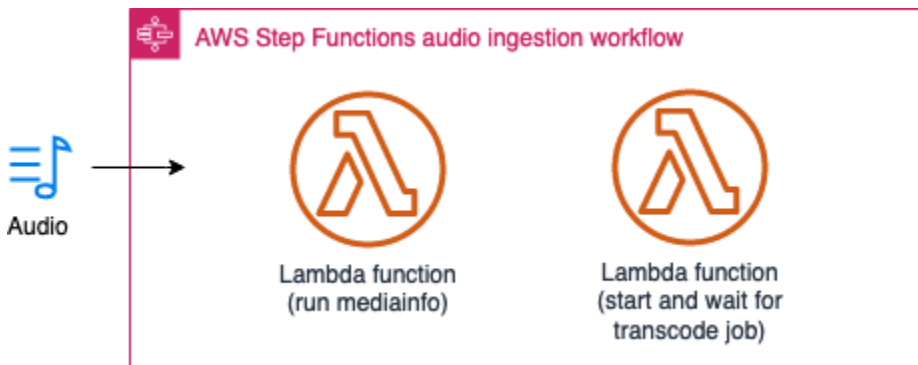 AWS Step Functions audio ingestion workflow
Audio
Lambda function
(run mediainfo)
Lambda function
(start and wait for
transcode job)